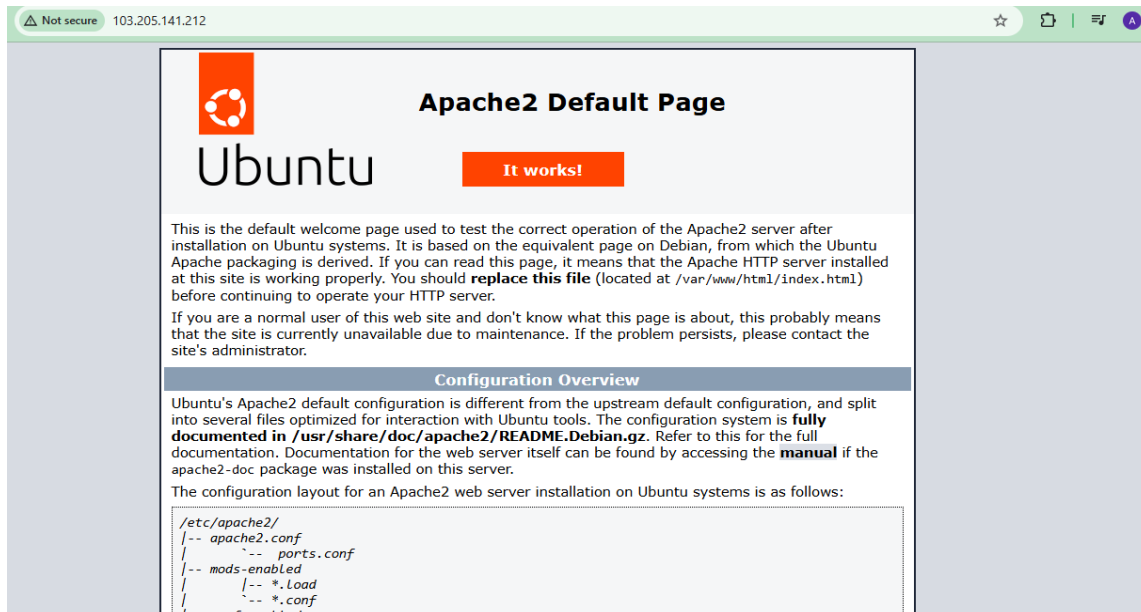 Not secure 103.205.141.212
A
Apache2 Default Page
Ubuntu
It works!
This is the default welcome page used to test the correct operation of the Apache2 server after
installation on Ubuntu systems. It is based on the equivalent page on Debian, from which the Ubuntu
Apache packaging is derived. If you can read this page, it means that the Apache HTTP server installed
at this site is working properly. You should replace this file (located at /var/www/html/index.html)
before continuing to operate your HTTP server.
If you are a normal user of this web site and don't know what this page is about, this probably means
that the site is currently unavailable due to maintenance. If the problem persists, please contact the
site's administrator.
Configuration Overview
Ubuntu's Apache2 default configuration is different from the upstream default configuration, and split
into several files optimized for interaction with Ubuntu tools. The configuration system is fully
documented in /usr/share/doc/apache2/README.Debian.gz. Refer to this for the full
documentation. Documentation for the web server itself can be found by accessing the manual if the
apache2-doc package was installed on this server.
The configuration layout for an Apache2 web server installation on Ubuntu systems is as follows:
/etc/apache2/
|-- apache2.conf
|       `--  ports.conf
|-- mods-enabled
|       |-- *.load
|       `-- *.conf